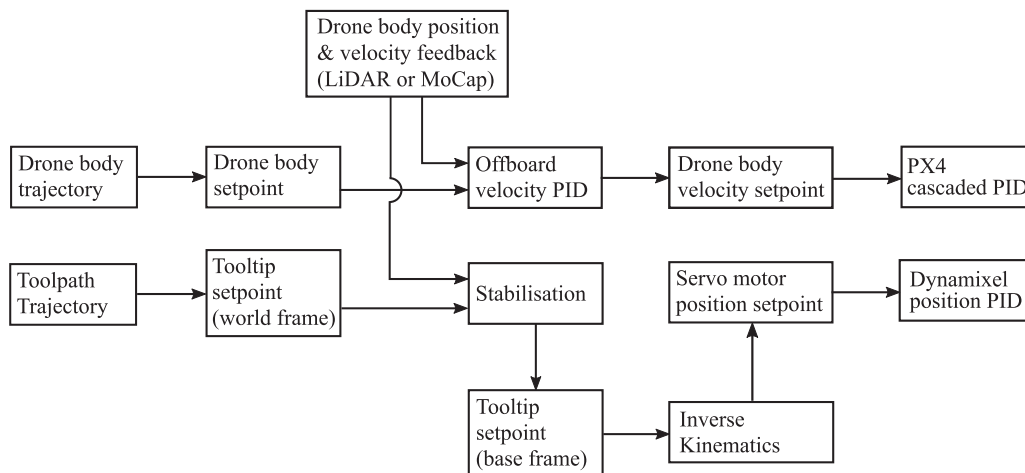 Drone body position
& velocity feedback
(LiDAR or MoCap)
Drone body
trajectory
Drone body
setpoint
Offboard
velocity PID
Drone body
velocity setpoint
PX4
cascaded PID
Toolpath
Trajectory
Tooltip
setpoint
(world frame)
Stabilisation
Servo motor
position setpoint
Dynamixel
position PID
Tooltip
setpoint
(base frame)
Inverse
Kinematics